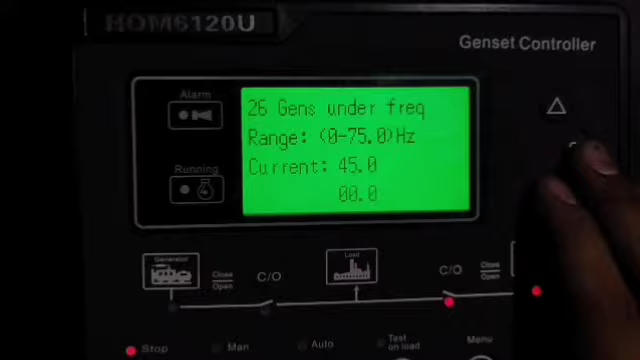 HGM6120U
Genset Controller
Alarm
26 Gens under freq
Range: (0-75.0)Hz
Current: 45.0
00.0
Running
Generator
Close
Open
C/O
Load
C/O
Close
Open
Stop
Man
Auto
Test
on load
Menu